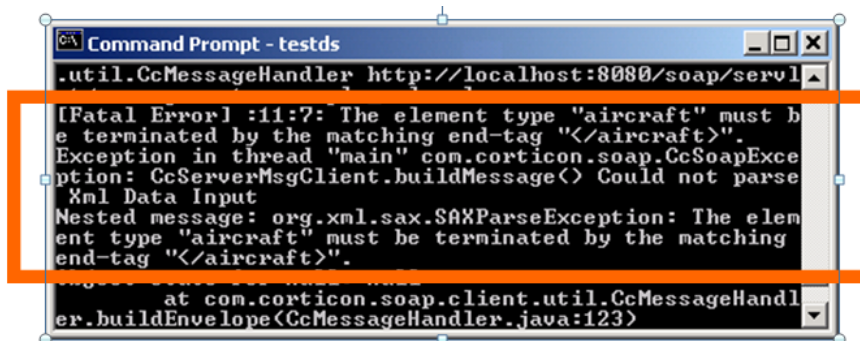 Command Prompt - testds
.util.CcMessageHandler http://localhost:8080/soap/servl
[Fatal Error] :11:7: The element type "aircraft" must b
e terminated by the matching end-tag "</aircraft>".
Exception in thread "main" com.corticon.soap.CcSoapExce
ption: CcServerMsgClient.buildMessage() Could not parse
Xml Data Input
Nested message: org.xml.sax.SAXParseException: The elem
ent type "aircraft" must be terminated by the matching
end-tag "</aircraft>".
at com.corticon.soap.client.util.CcMessageHandl
er.buildEnvelope(CcMessageHandler.java:123)